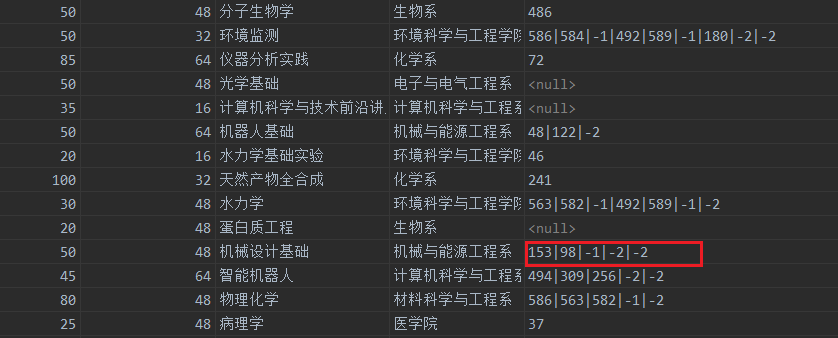 50 48 分子生物学 生物系 486
50 32 环境监测 环境科学与工程学院 586|584|-1|492|589|-1|180|-2|-2
85 64 仪器分析实践 化学系 72
50 48 光学基础 电子与电气工程系 <null>
35 16 计算机科学与技术前沿讲. 计算机科学与工程系 <null>
50 64 机器人基础 机械与能源工程系 48|122|-2
20 16 水力学基础实验 环境科学与工程学院 46
100 32 天然产物全合成 化学系 241
30 48 水力学 环境科学与工程学院 563|582|-1|492|589|-1|-2
20 48 蛋白质工程 生物系 <null>
50 48 机械设计基础 机械与能源工程系 153|98|-1|-2|-2
45 64 智能机器人 计算机科学与工程系 494|309|256|-2|-2
80 48 物理化学 材料科学与工程系 586|563|582|-1|-2
25 48 病理学 医学院 37